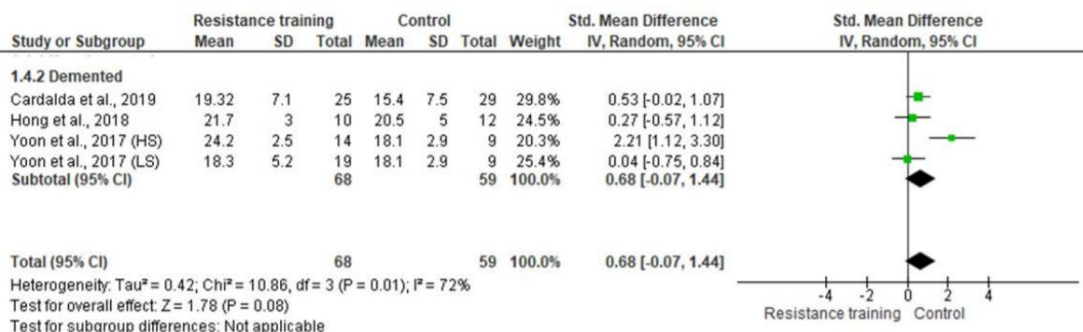 Resistance training Control Std. Mean Difference Std. Mean Difference
Study or Subgroup Mean SD Total Mean SD Total Weight IV, Random, 95% CI IV, Random, 95% CI
1.4.2 Demented
Cardalda et al., 2019 19.32 7.1 25 15.4 7.5 29 29.8% 0.53 [-0.02, 1.07]
Hong et al., 2018 21.7 3 10 20.5 5 12 24.5% 0.27 [-0.57, 1.12]
Yoon et al., 2017 (HS) 24.2 2.5 14 18.1 2.9 9 20.3% 2.21 [1.12, 3.30]
Yoon et al., 2017 (LS) 18.3 5.2 19 18.1 2.9 9 25.4% 0.04 [-0.75, 0.84]
Subtotal (95% CI) 68 59 100.0% 0.68 [-0.07, 1.44]
Total (95% CI) 68 59 100.0% 0.68 [-0.07, 1.44]
Heterogeneity: Tau² = 0.42; Chi² = 10.86, df = 3 (P = 0.01); I² = 72%
Test for overall effect: Z = 1.78 (P = 0.08)
Test for subgroup differences: Not applicable
-4 -2 0 2 4
Resistance training Control